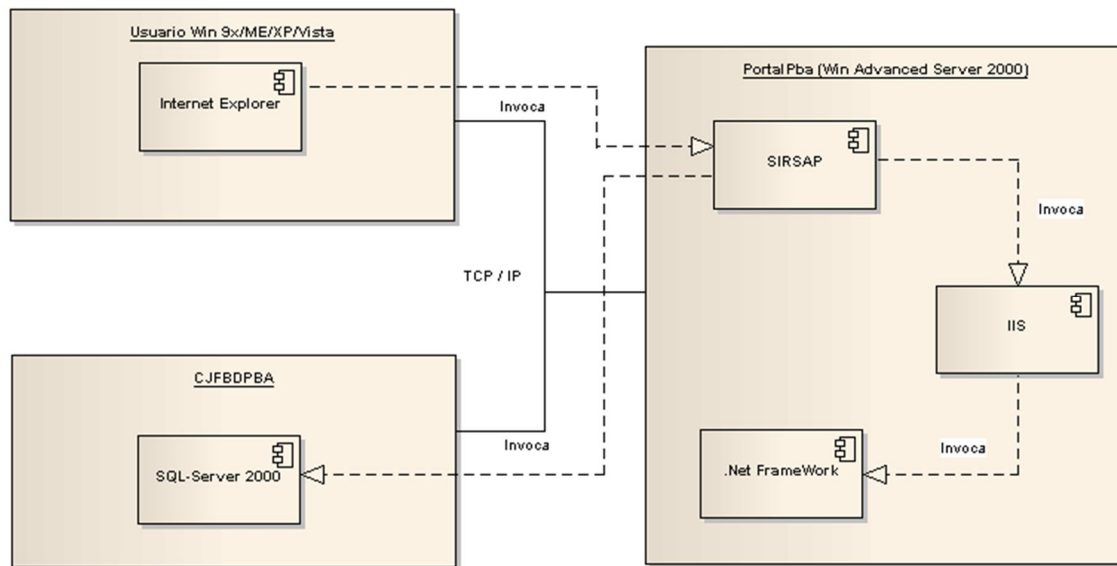 Usuario Win 9x/ME/XP/Vista
Internet Explorer
Invoca
PortalPba (Win Advanced Server 2000)
SIRSAP
Invoca
TCP / IP
IIS
CJFBDPBA
Invoca
SQL-Server 2000
.Net FrameWork
Invoca